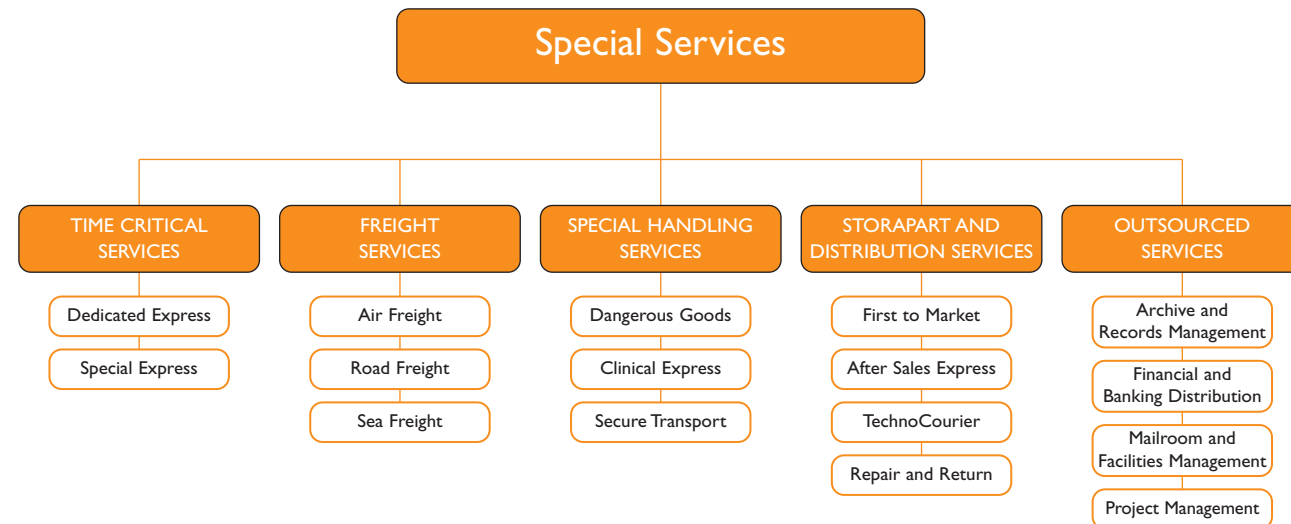 Special Services
TIME CRITICAL
SERVICES
Dedicated Express
Special Express
FREIGHT
SERVICES
Air Freight
Road Freight
Sea Freight
SPECIAL HANDLING
SERVICES
Dangerous Goods
Clinical Express
Secure Transport
STORAPART AND
DISTRIBUTION SERVICES
First to Market
After Sales Express
TechnoCourier
Repair and Return
OUTSOURCED
SERVICES
Archive and
Records Management
Financial and
Banking Distribution
Mailroom and
Facilities Management
Project Management